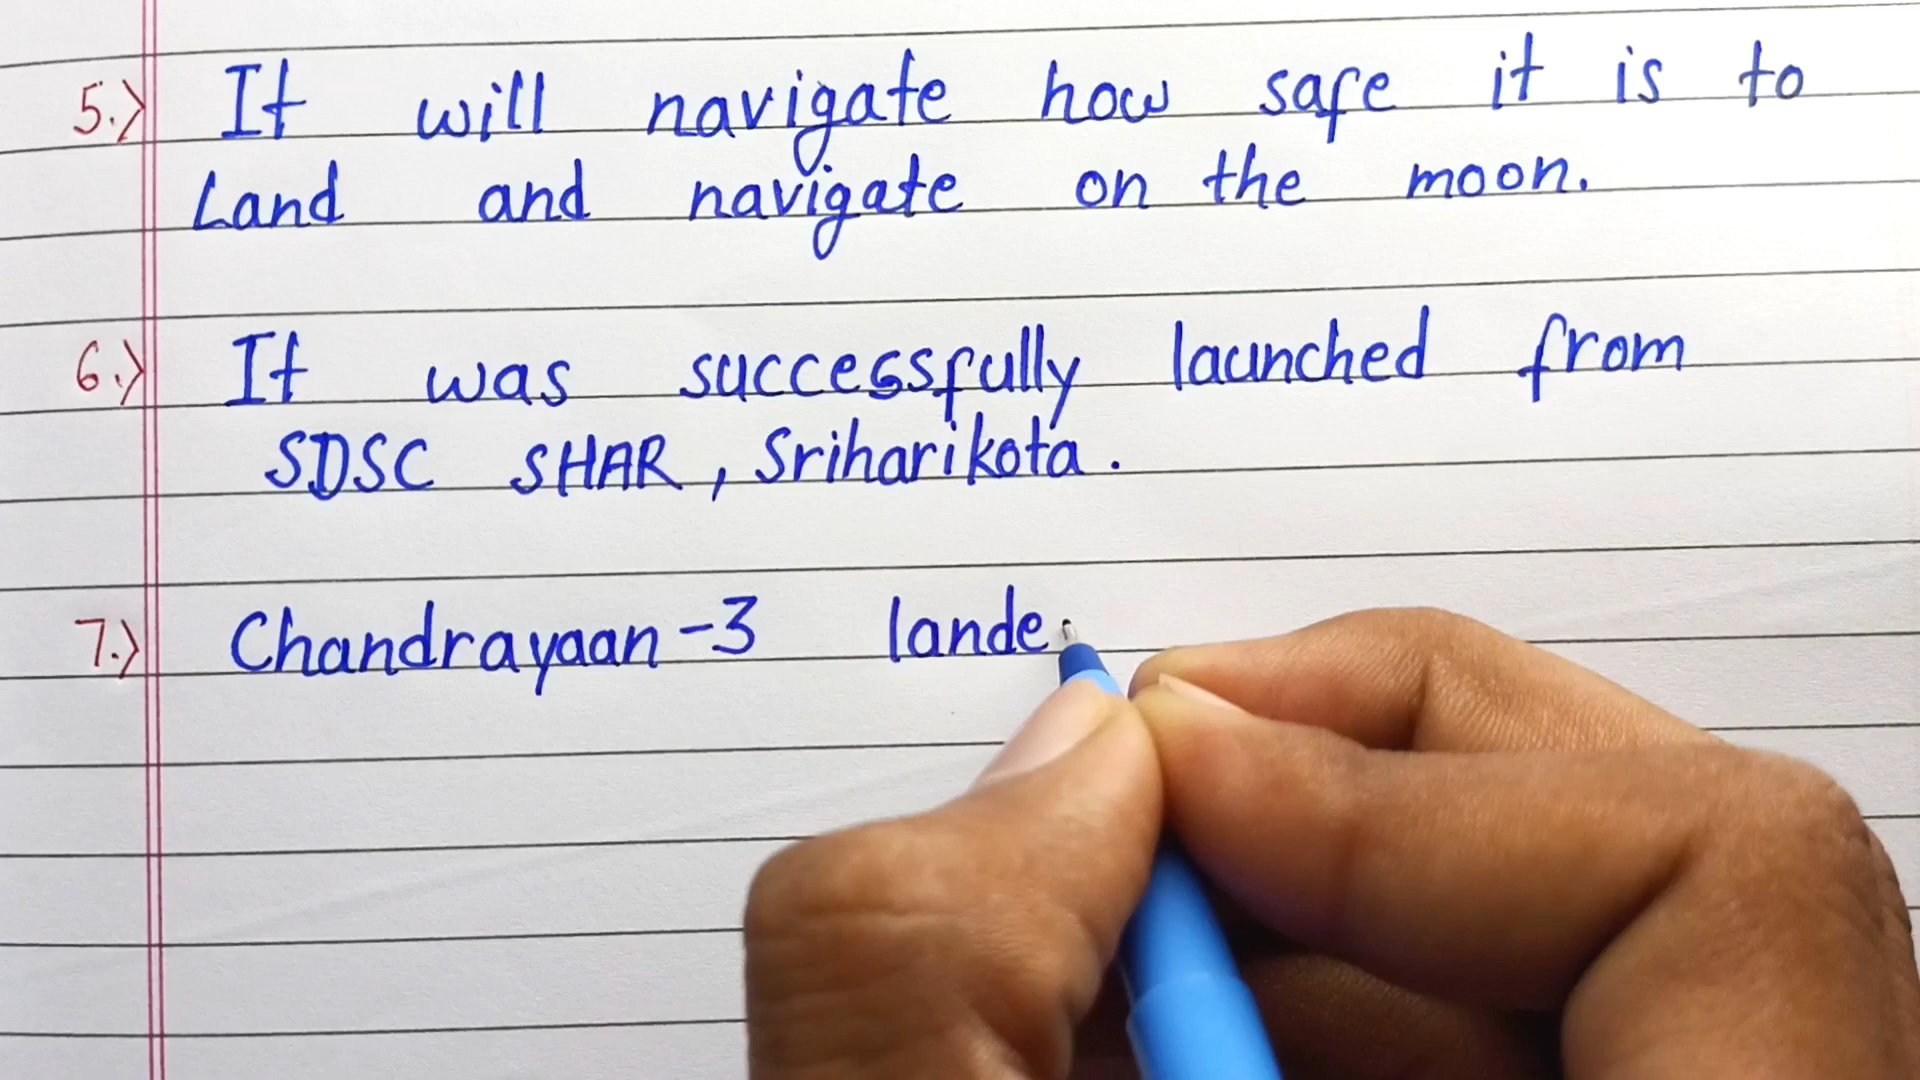 5.) It will navigate how safe it is to
Land and navigate on the moon.
6.) It was successfully launched from
SDSC SHAR, Sriharikota.
7.) Chandrayaan-3 lande